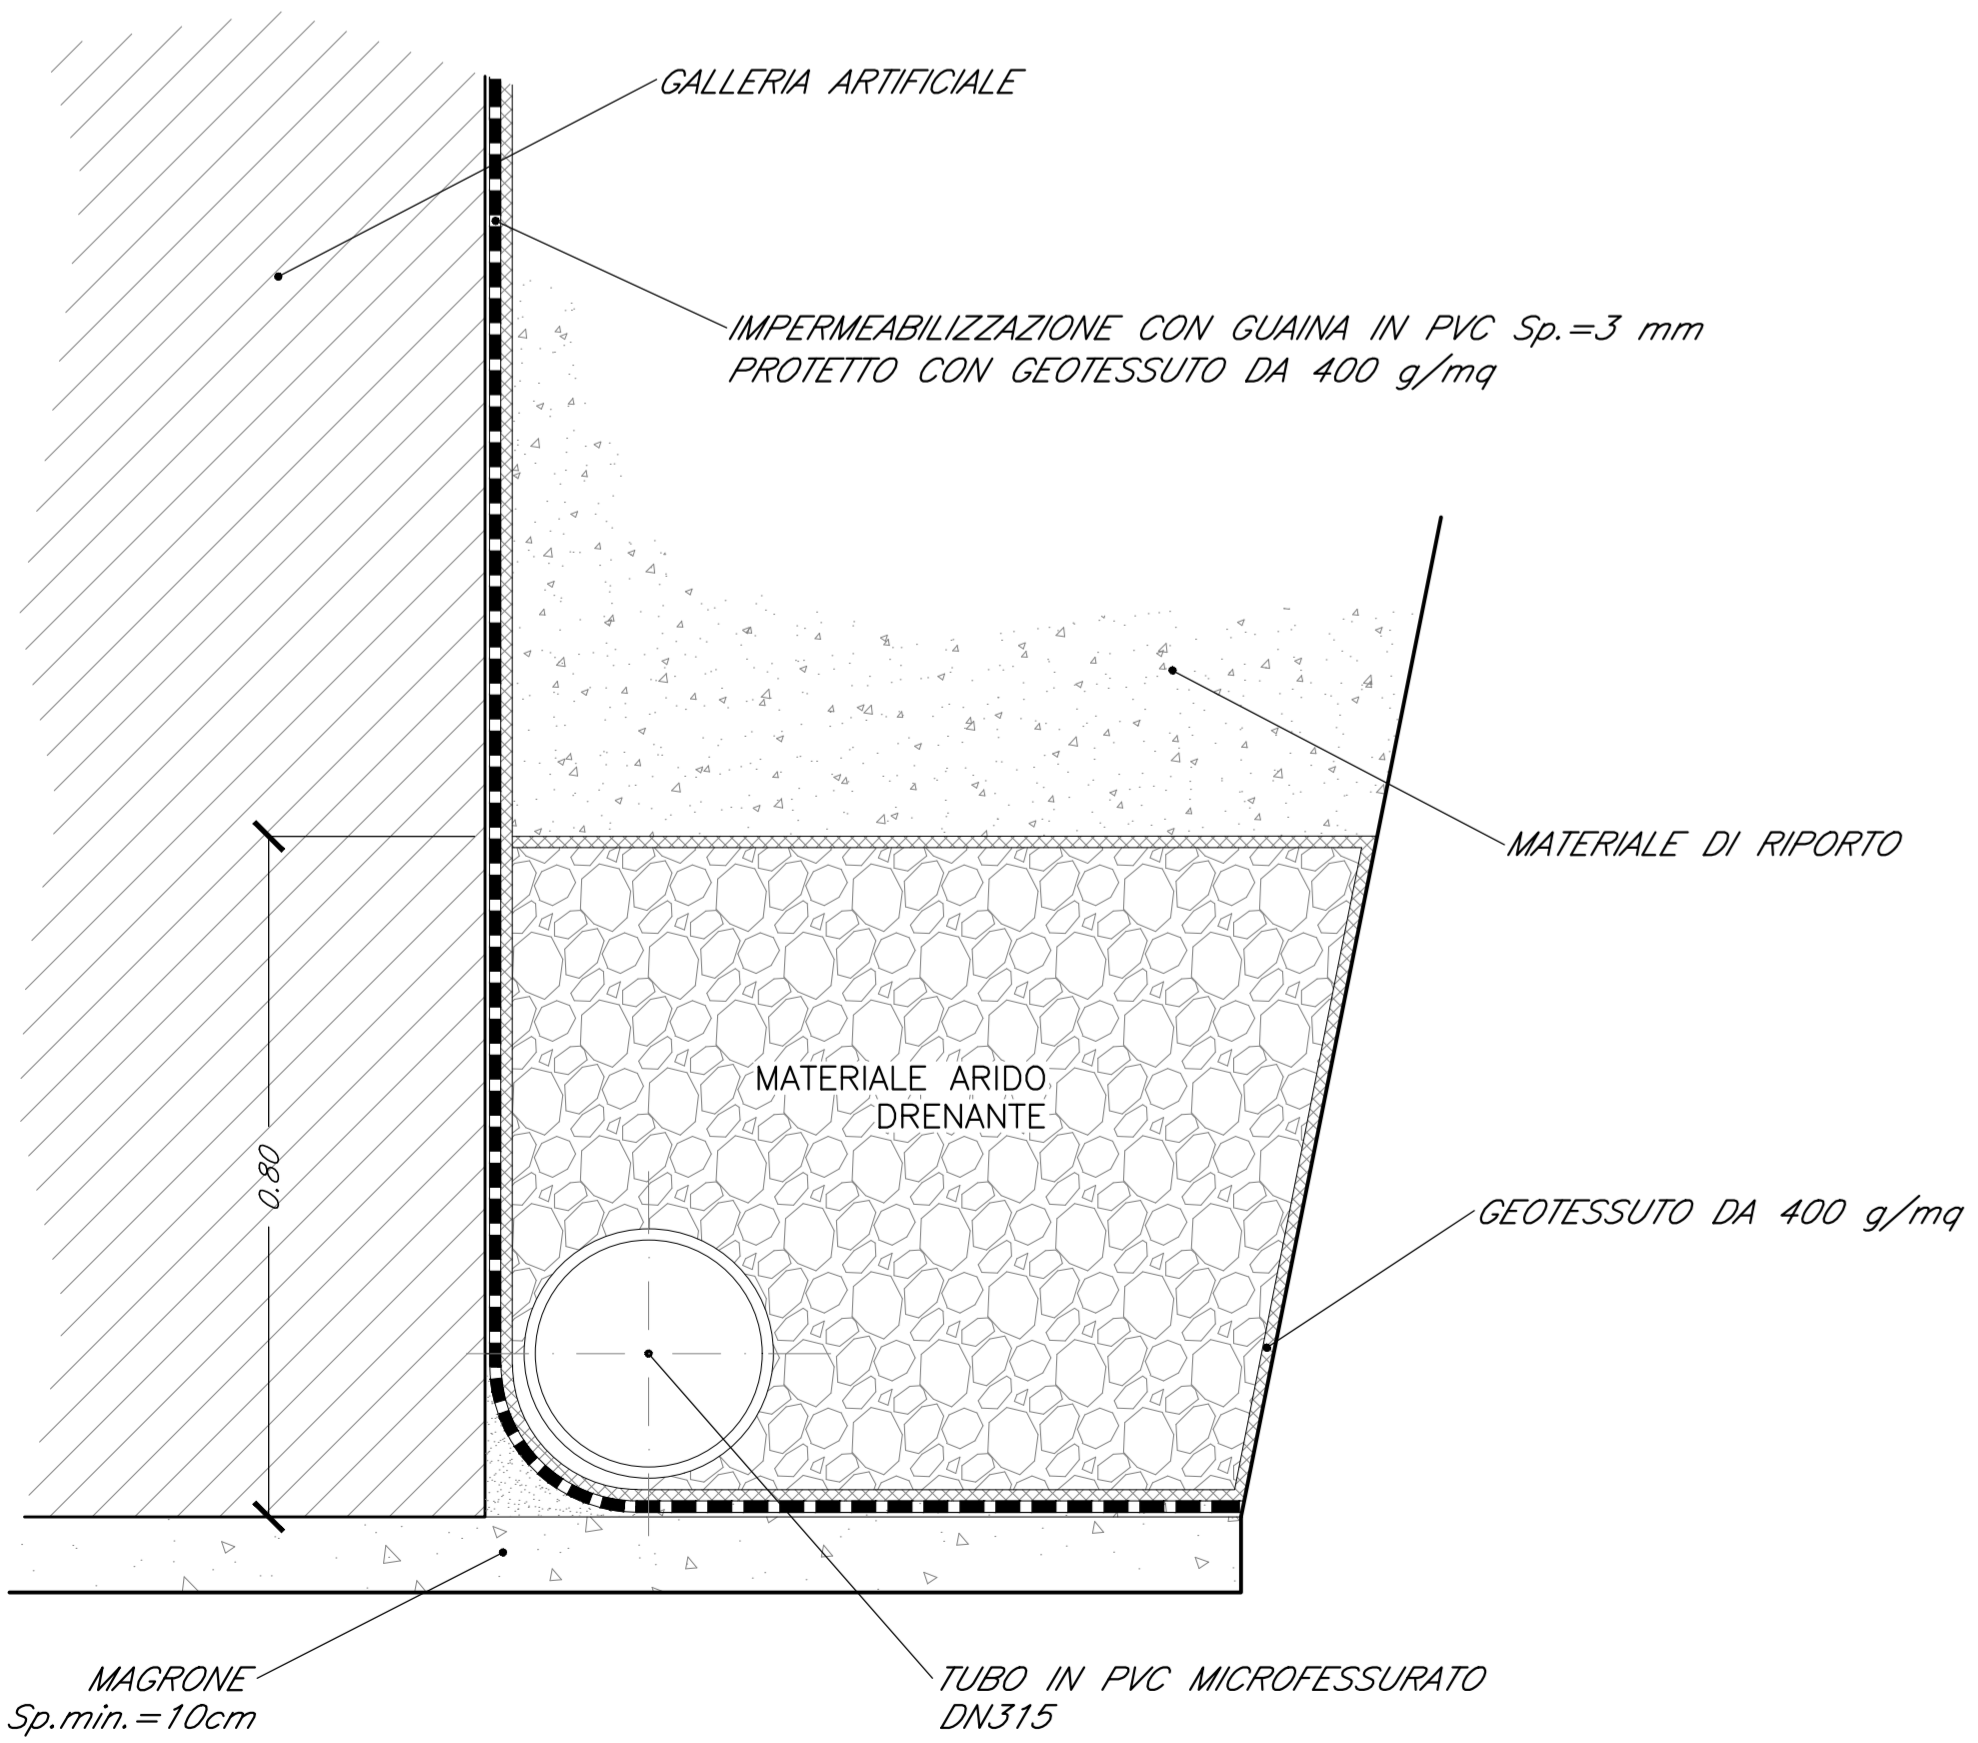 GALLERIA ARTIFICIALE
IMPERMEABILIZZAZIONE CON GUAINA IN PVC Sp.=3 mm
PROTETTO CON GEOTESSUTO DA 400 g/mq
MATERIALE DI RIPORTO
MATERIALE ARIDO
DRENANTE
0.80
GEOTESSUTO DA 400 g/mq
MAGRONE
Sp.min.=10cm
TUBO IN PVC MICROFESSURATO
DN315